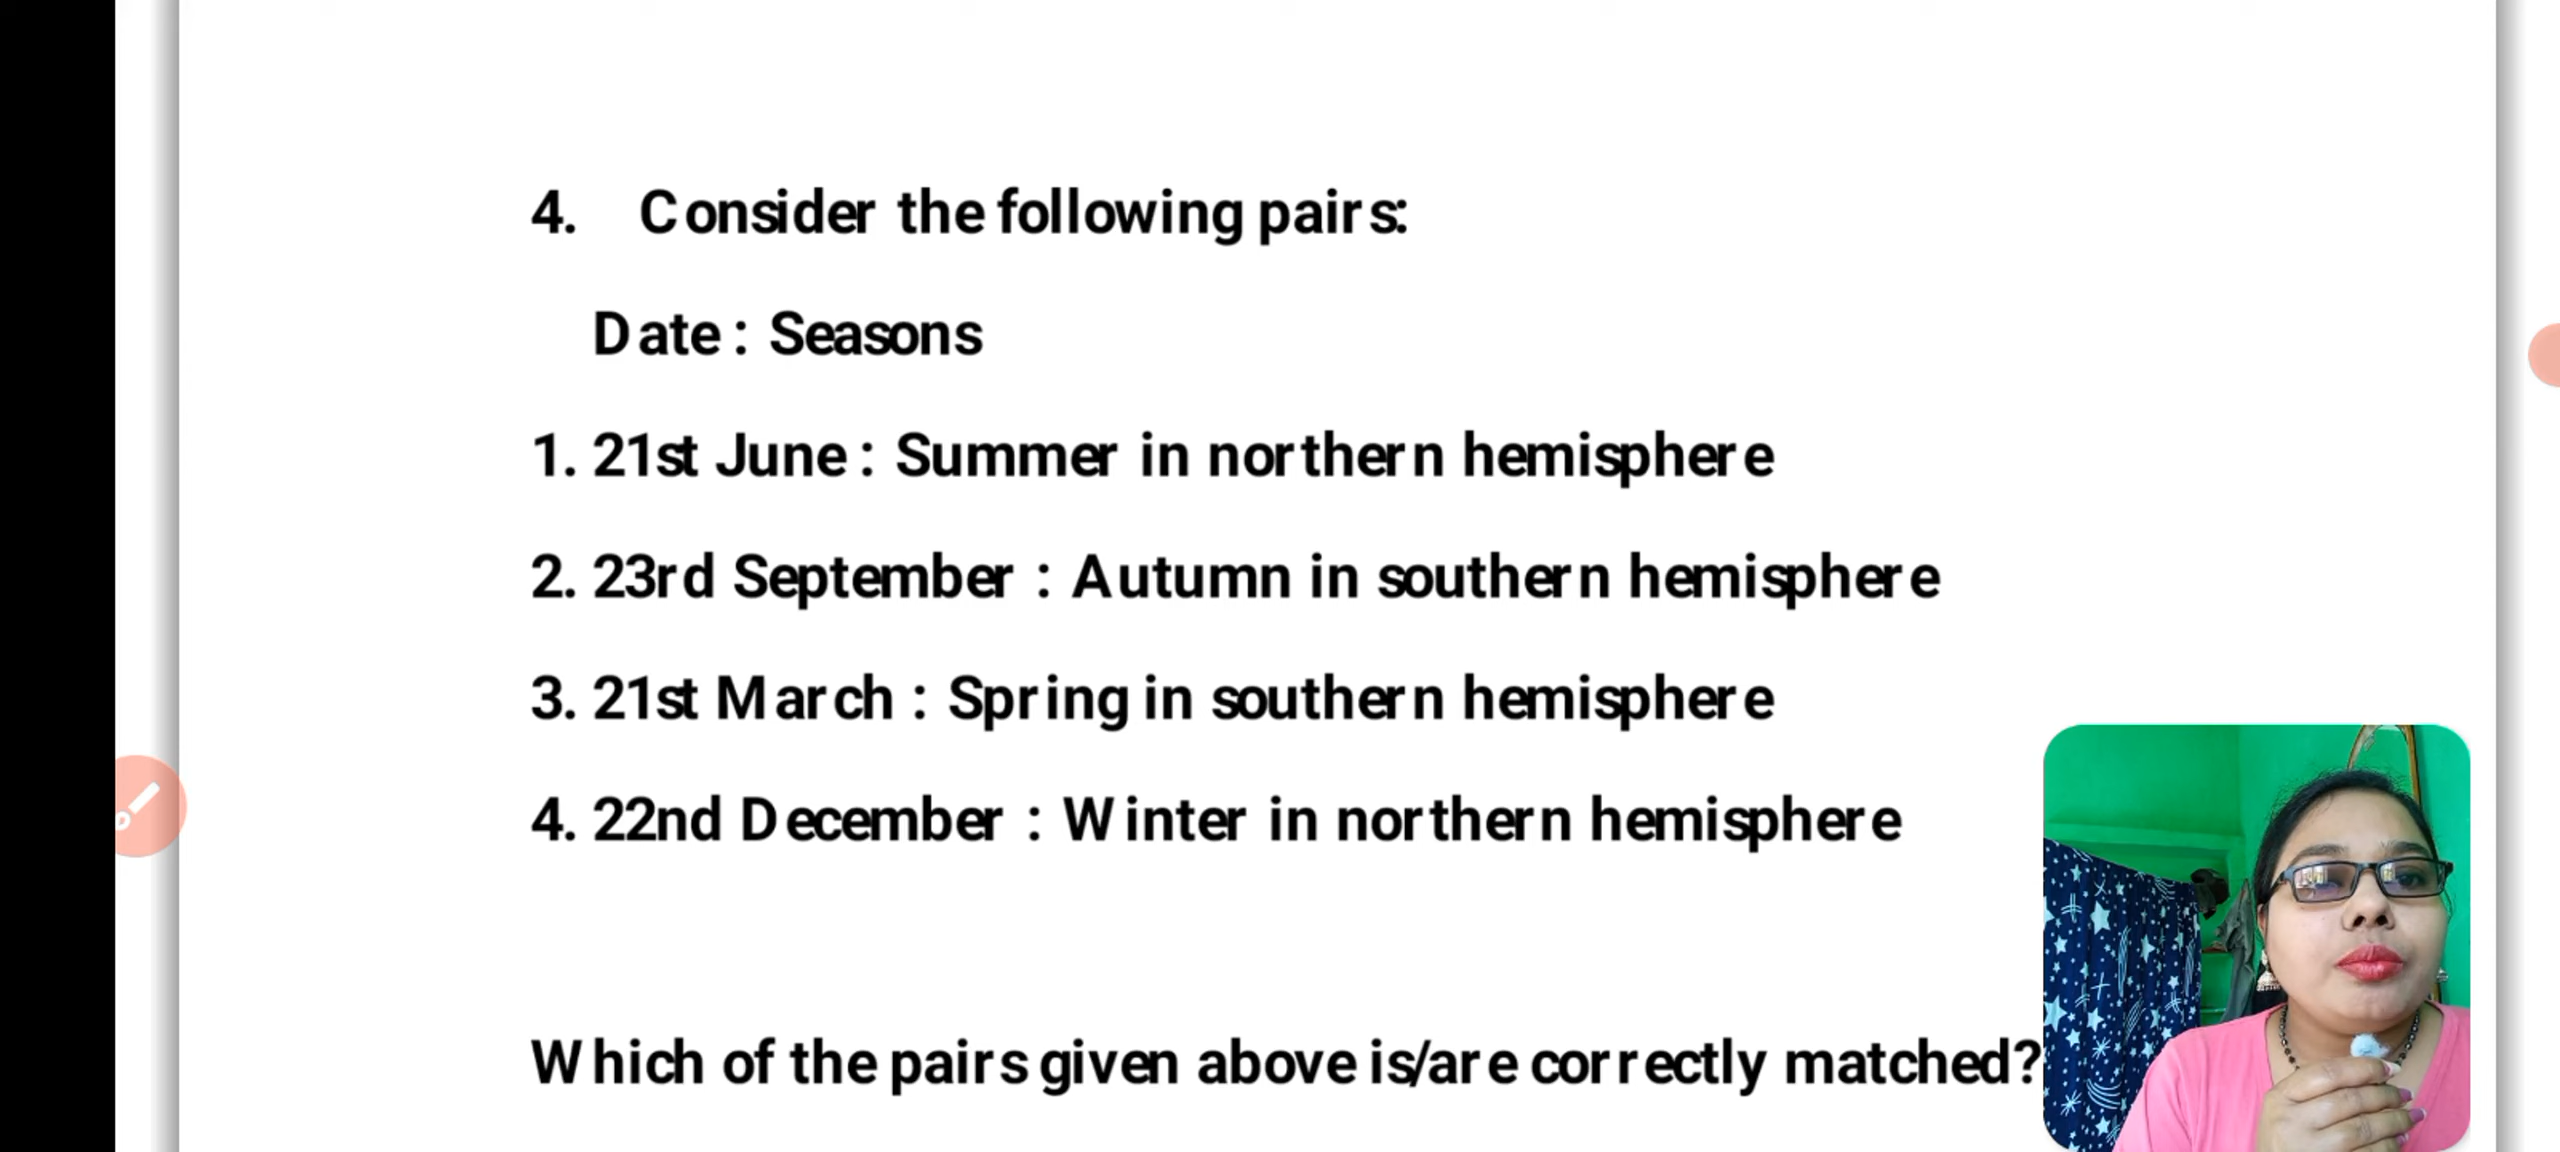 4. Consider the following pairs:
Date : Seasons
1. 21st June : Summer in northern hemisphere
2. 23rd September : Autumn in southern hemisphere
3. 21st March : Spring in southern hemisphere
4. 22nd December : Winter in northern hemisphere
Which of the pairs given above is/are correctly matched?